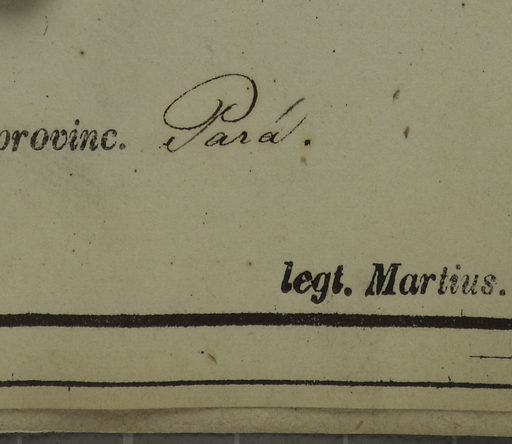 provinc. Pará.
legt. Martius.